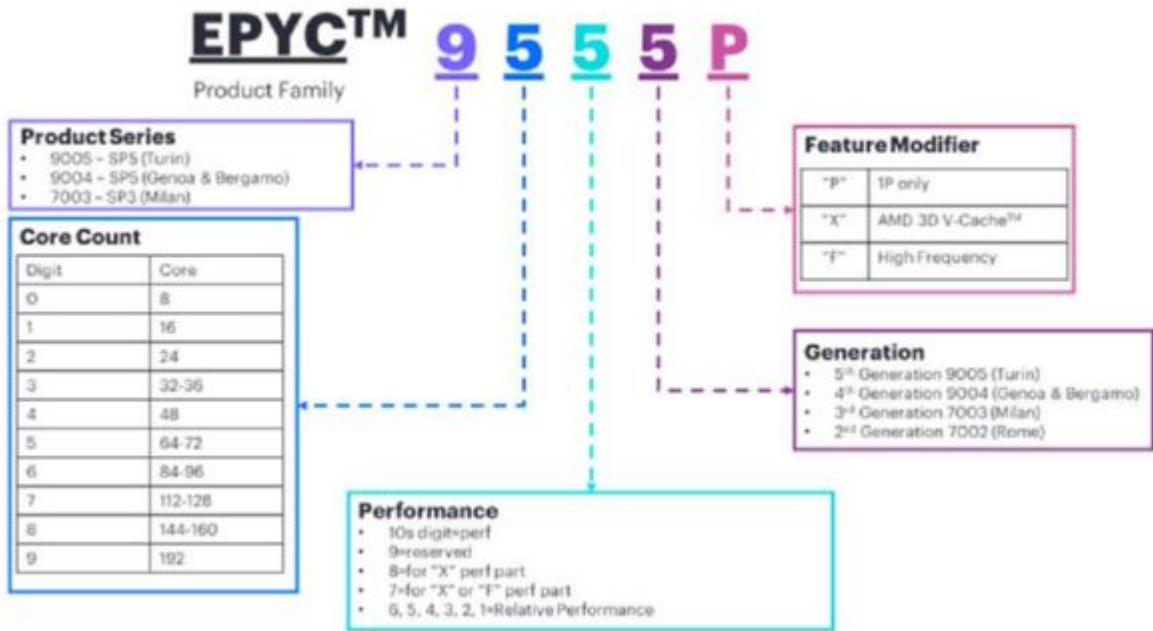 EPYC™ 9 5 5 5 P
Product Family
Product Series
• 9005 – SP5 (Turin)
• 9004 – SP5 (Genoa & Bergamo)
• 7003 – SP3 (Milan)
Core Count
Digit Core
0 8
1 16
2 24
3 32-36
4 48
5 64-72
6 84-96
7 112-128
8 144-160
9 192
Performance
• 10s digit=perf
• 9=reserved
• 8=for "X" perf part
• 7=for "X" or "F" perf part
• 6, 5, 4, 3, 2, 1=Relative Performance
Feature Modifier
"P" 1P only
"X" AMD 3D V-Cache™
"F" High Frequency
Generation
• 5th Generation 9005 (Turin)
• 4th Generation 9004 (Genoa & Bergamo)
• 3rd Generation 7003 (Milan)
• 2nd Generation 7002 (Rome)